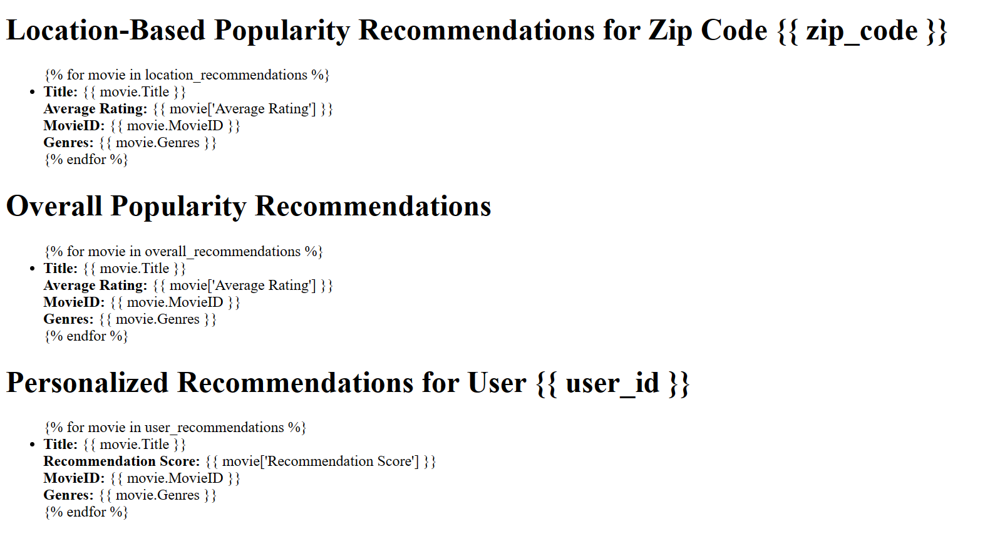 Location-Based Popularity Recommendations for Zip Code {{ zip_code }}
{% for movie in location_recommendations %}
Title: {{ movie.Title }}
Average Rating: {{ movie['Average Rating'] }}
MovieID: {{ movie.MovieID }}
Genres: {{ movie.Genres }}
{% endfor %}
Overall Popularity Recommendations
{% for movie in overall_recommendations %}
Title: {{ movie.Title }}
Average Rating: {{ movie['Average Rating'] }}
MovieID: {{ movie.MovieID }}
Genres: {{ movie.Genres }}
{% endfor %}
Personalized Recommendations for User {{ user_id }}
{% for movie in user_recommendations %}
Title: {{ movie.Title }}
Recommendation Score: {{ movie['Recommendation Score'] }}
MovieID: {{ movie.MovieID }}
Genres: {{ movie.Genres }}
{% endfor %}